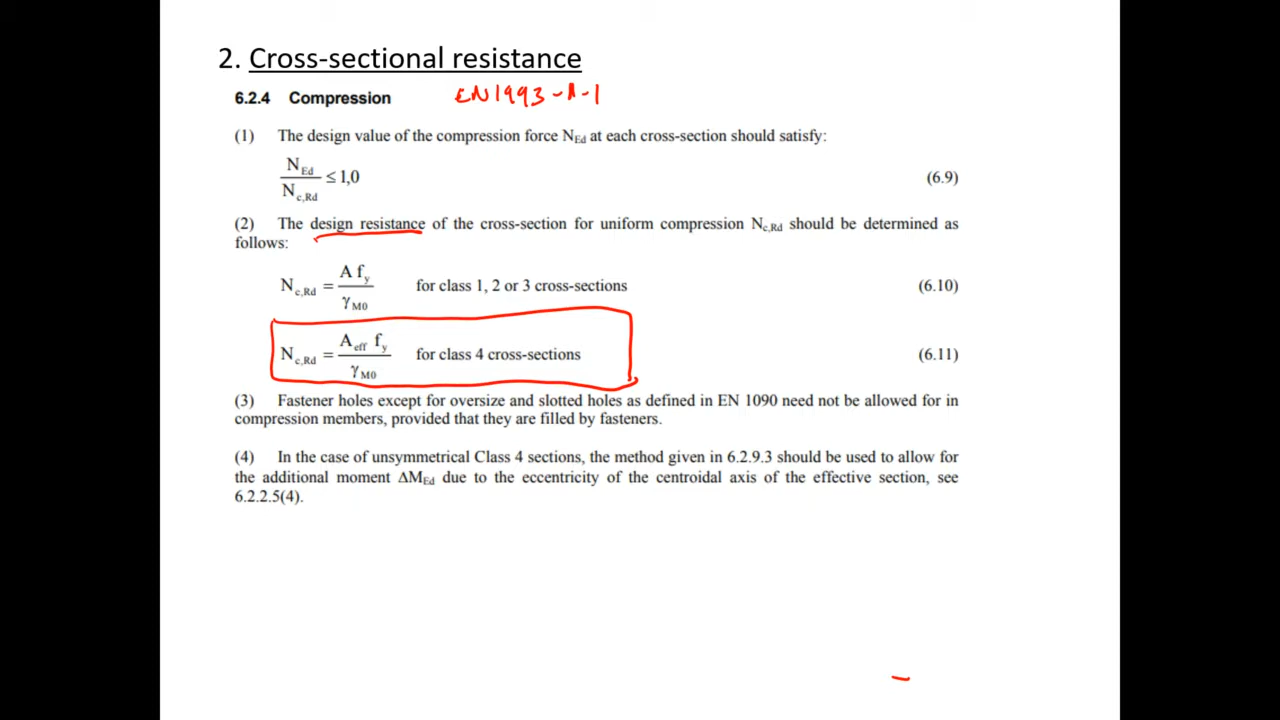 2. Cross-sectional resistance
6.2.4 Compression EN1993-1-1
(1) The design value of the compression force N_Ed at each cross-section should satisfy:
N_Ed / N_c,Rd ≤ 1,0 (6.9)
(2) The design resistance of the cross-section for uniform compression N_c,Rd should be determined as
follows:
N_c,Rd = A f_y / γ_M0 for class 1, 2 or 3 cross-sections (6.10)
N_c,Rd = A_eff f_y / γ_M0 for class 4 cross-sections (6.11)
(3) Fastener holes except for oversize and slotted holes as defined in EN 1090 need not be allowed for in
compression members, provided that they are filled by fasteners.
(4) In the case of unsymmetrical Class 4 sections, the method given in 6.2.9.3 should be used to allow for
the additional moment ΔM_Ed due to the eccentricity of the centroidal axis of the effective section, see
6.2.2.5(4).